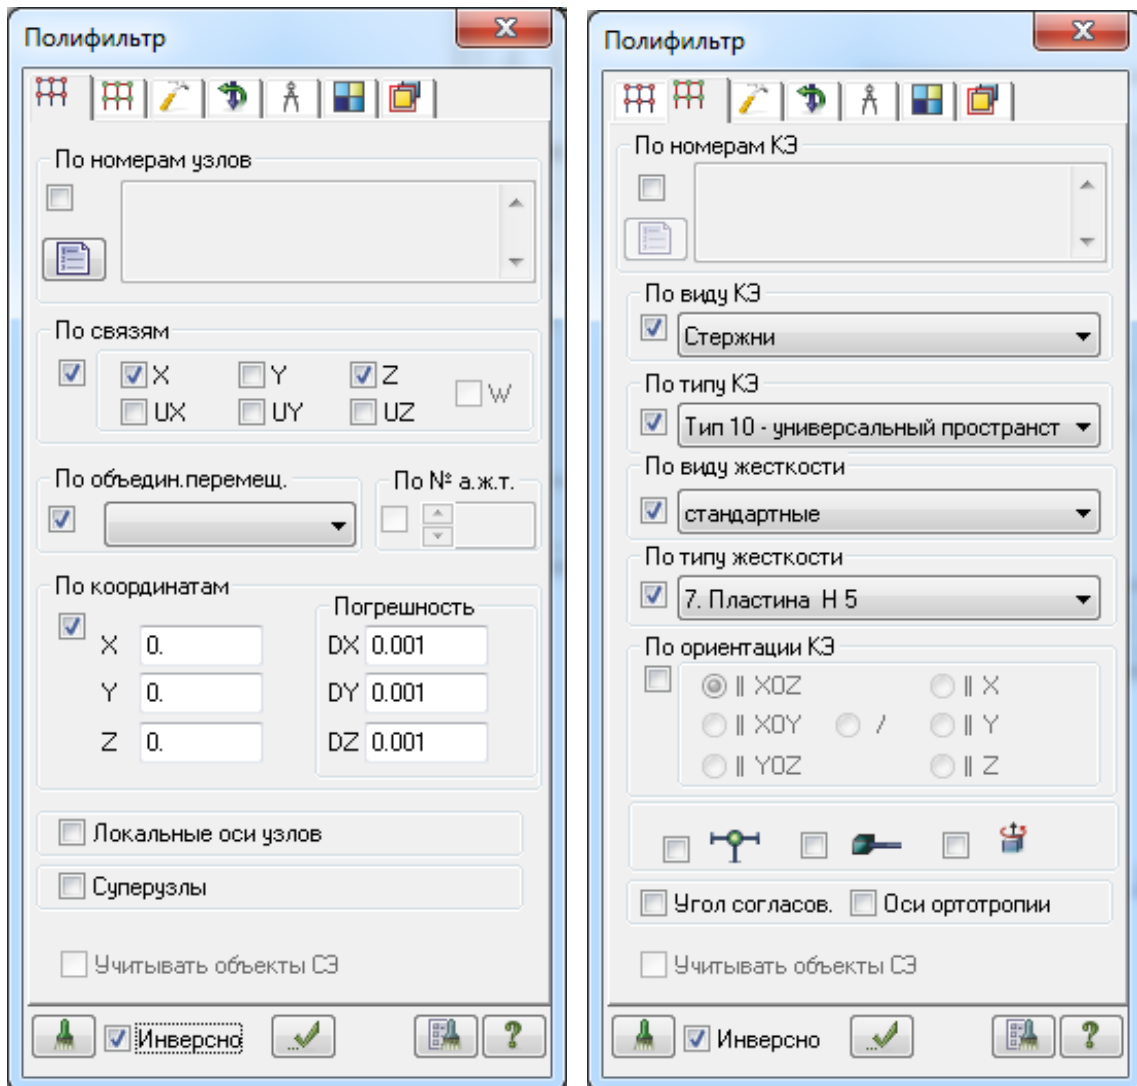 Полифильтр
По номерам узлов
По связям
X Y Z W
UX UY UZ
По объедин.перемещ. По № а.ж.т.
По координатам
Погрешность
X 0. DX 0.001
Y 0. DY 0.001
Z 0. DZ 0.001
Локальные оси узлов
Суперузлы
Учитывать объекты СЭ
Инверсно ?
Полифильтр
По номерам КЭ
По виду КЭ
Стержни
По типу КЭ
Тип 10 - универсальный пространст
По виду жесткости
стандартные
По типу жесткости
7. Пластина Н 5
По ориентации КЭ
|| X0Z || X
|| X0Y / || Y
|| Y0Z || Z
Угол согласов. Оси ортотропии
Учитывать объекты СЭ
Инверсно ?